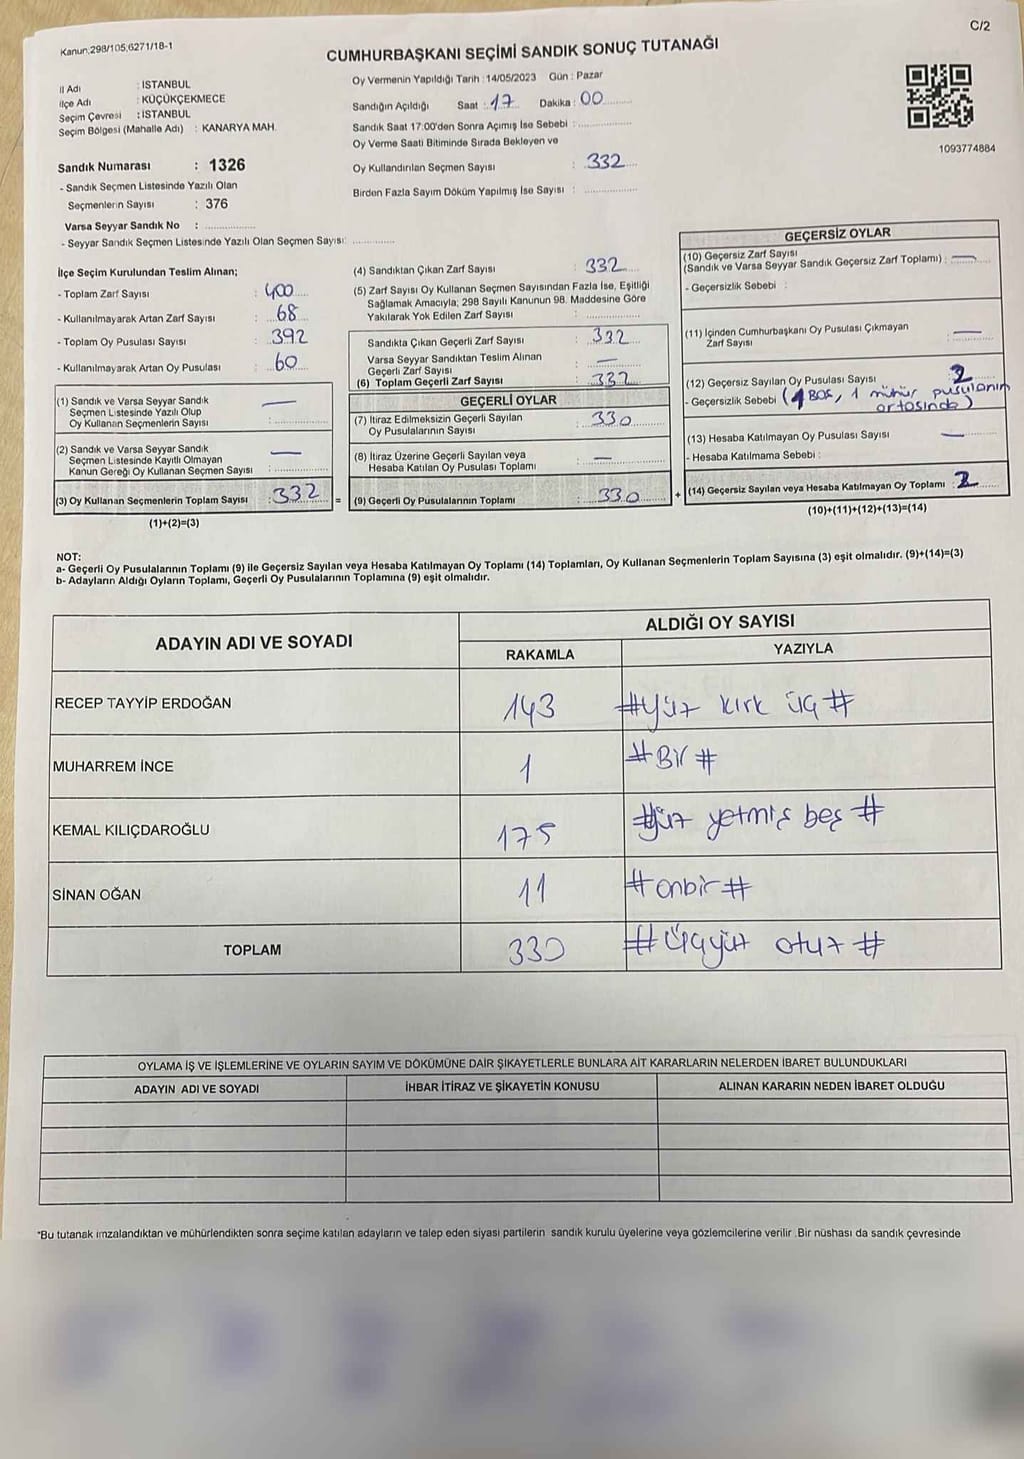 C/2
Kanun:298/105,6271/18-1
CUMHURBAŞKANI SEÇİMİ SANDIK SONUÇ TUTANAĞI
İl Adı : İSTANBUL
İlçe Adı : KÜÇÜKÇEKMECE
Seçim Çevresi : İSTANBUL
Seçim Bölgesi (Mahalle Adı) : KANARYA MAH.
Sandık Numarası : 1326
- Sandık Seçmen Listesinde Yazılı Olan
Seçmenlerin Sayısı : 376
Varsa Seyyar Sandık No : ..................
- Seyyar Sandık Seçmen Listesinde Yazılı Olan Seçmen Sayısı: ..............
Oy Vermenin Yapıldığı Tarih :14/05/2023 Gün : Pazar
Sandığın Açıldığı Saat : 17 Dakika : 00
Sandık Saat 17:00'den Sonra Açımış İse Sebebi : ..................
Oy Verme Saati Bitiminde Sırada Bekleyen ve
Oy Kullandırılan Seçmen Sayısı : 332
Birden Fazla Sayım Döküm Yapılmış İse Sayısı : ..................
1093774884
İlçe Seçim Kurulundan Teslim Alınan;
- Toplam Zarf Sayısı : 400
- Kullanılmayarak Artan Zarf Sayısı : 68
- Toplam Oy Pusulası Sayısı : 392
- Kullanılmayarak Artan Oy Pusulası : 60
(1) Sandık ve Varsa Seyyar Sandık
Seçmen Listesinde Yazılı Olup
Oy Kullanan Seçmenlerin Sayısı : —
(2) Sandık ve Varsa Seyyar Sandık
Seçmen Listesinde Kayıtlı Olmayan
Kanun Gereği Oy Kullanan Seçmen Sayısı : —
(3) Oy Kullanan Seçmenlerin Toplam Sayısı : 332 =
(1)+(2)=(3)
(4) Sandıktan Çıkan Zarf Sayısı : 332
(5) Zarf Sayısı Oy Kullanan Seçmen Sayısından Fazla İse, Eşitliği
Sağlamak Amacıyla; 298 Sayılı Kanunun 98. Maddesine Göre
Yakılarak Yok Edilen Zarf Sayısı : ..................
Sandıkta Çıkan Geçerli Zarf Sayısı : 332
Varsa Seyyar Sandıktan Teslim Alınan
Geçerli Zarf Sayısı : —
(6) Toplam Geçerli Zarf Sayısı : 332
GEÇERLİ OYLAR
(7) İtiraz Edilmeksizin Geçerli Sayılan
Oy Pusulalarının Sayısı : 330
(8) İtiraz Üzerine Geçerli Sayılan veya
Hesaba Katılan Oy Pusulası Toplamı : —
(9) Geçerli Oy Pusulalarının Toplamı : 330 +
GEÇERSİZ OYLAR
(10) Geçersiz Zarf Sayısı
(Sandık ve Varsa Seyyar Sandık Geçersiz Zarf Toplamı) : —
- Geçersizlik Sebebi :
(11) İçinden Cumhurbaşkanı Oy Pusulası Çıkmayan
Zarf Sayısı : —
(12) Geçersiz Sayılan Oy Pusulası Sayısı : 2
- Geçersizlik Sebebi (1 BOŞ, 1 mühür pusulanın
ortasında)
(13) Hesaba Katılmayan Oy Pusulası Sayısı : —
- Hesaba Katılmama Sebebi :
(14) Geçersiz Sayılan veya Hesaba Katılmayan Oy Toplamı : 2
(10)+(11)+(12)+(13)=(14)
NOT:
a- Geçerli Oy Pusulalarının Toplamı (9) ile Geçersiz Sayılan veya Hesaba Katılmayan Oy Toplamı (14) Toplamları, Oy Kullanan Seçmenlerin Toplam Sayısına (3) eşit olmalıdır. (9)+(14)=(3)
b- Adayların Aldığı Oyların Toplamı, Geçerli Oy Pusulalarının Toplamına (9) eşit olmalıdır.
ADAYIN ADI VE SOYADI
ALDIĞI OY SAYISI
RAKAMLA YAZIYLA
RECEP TAYYİP ERDOĞAN 143 #Yüz kırk üç#
MUHARREM İNCE 1 #Bir#
KEMAL KILIÇDAROĞLU 175 #yüz yetmiş beş#
SİNAN OĞAN 11 #onbir#
TOPLAM 330 #Üçyüz otuz#
OYLAMA İŞ VE İŞLEMLERİNE VE OYLARIN SAYIM VE DÖKÜMÜNE DAİR ŞİKAYETLERLE BUNLARA AİT KARARLARIN NELERDEN İBARET BULUNDUKLARI
ADAYIN ADI VE SOYADI İHBAR İTİRAZ VE ŞİKAYETİN KONUSU ALINAN KARARIN NEDEN İBARET OLDUĞU
*Bu tutanak imzalandıktan ve mühürlendikten sonra seçime katılan adayların ve talep eden siyasi partilerin sandık kurulu üyelerine veya gözlemcilerine verilir .Bir nüshası da sandık çevresinde